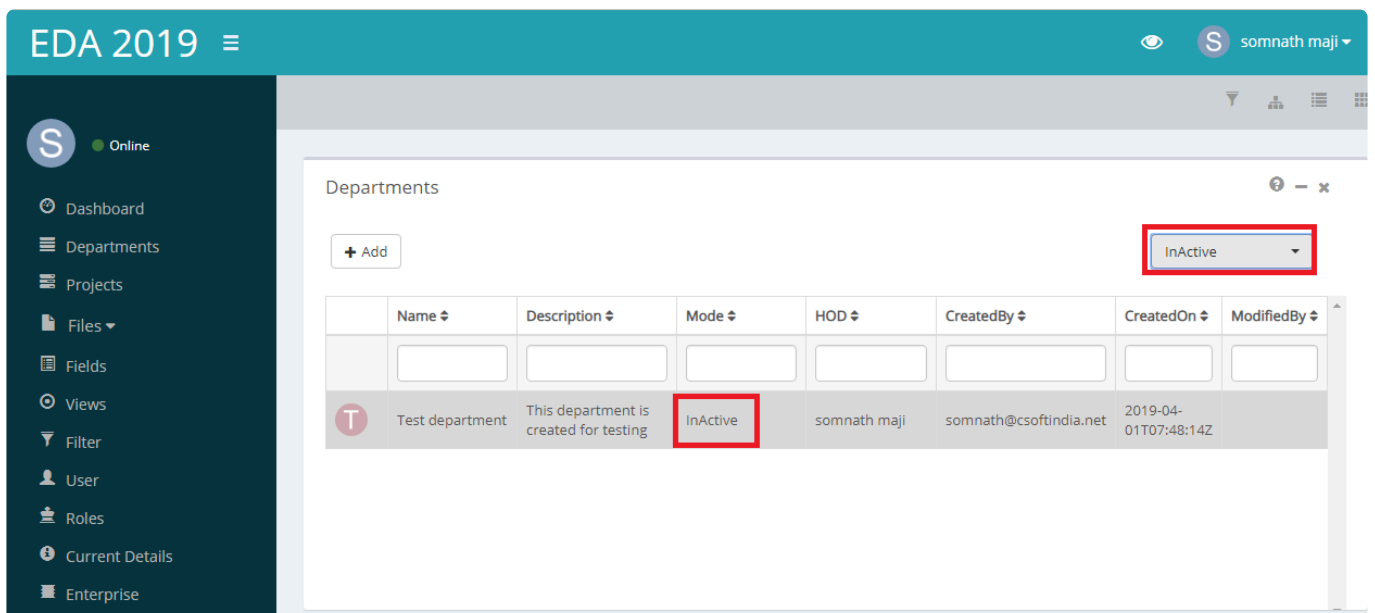 EDA 2019
S somnath maji
S Online
Dashboard
Departments
Projects
Files
Fields
Views
Filter
User
Roles
Current Details
Enterprise
Departments
+ Add
InActive
Name Description Mode HOD CreatedBy CreatedOn ModifiedBy
T Test department This department is created for testing InActive somnath maji somnath@csoftindia.net 2019-04-01T07:48:14Z